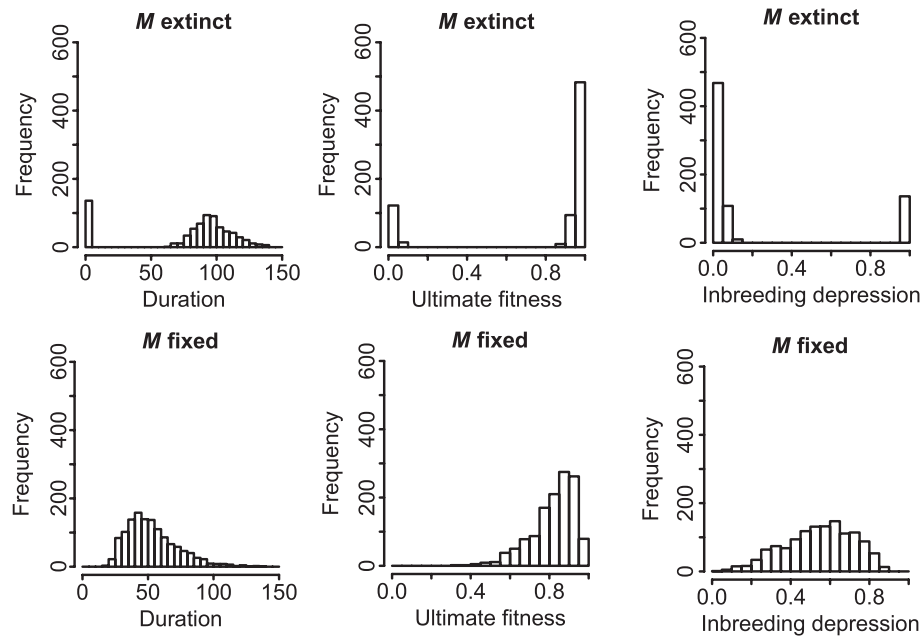 M extinct
Frequency
0 200 400 600
0 50 100 150
Duration
M extinct
Frequency
0 200 400 600
0.0 0.4 0.8
Ultimate fitness
M extinct
Frequency
0 200 400 600
0.0 0.4 0.8
Inbreeding depression
M fixed
Frequency
0 200 400 600
0 50 100 150
Duration
M fixed
Frequency
0 200 400 600
0.0 0.4 0.8
Ultimate fitness
M fixed
Frequency
0 200 400 600
0.0 0.4 0.8
Inbreeding depression